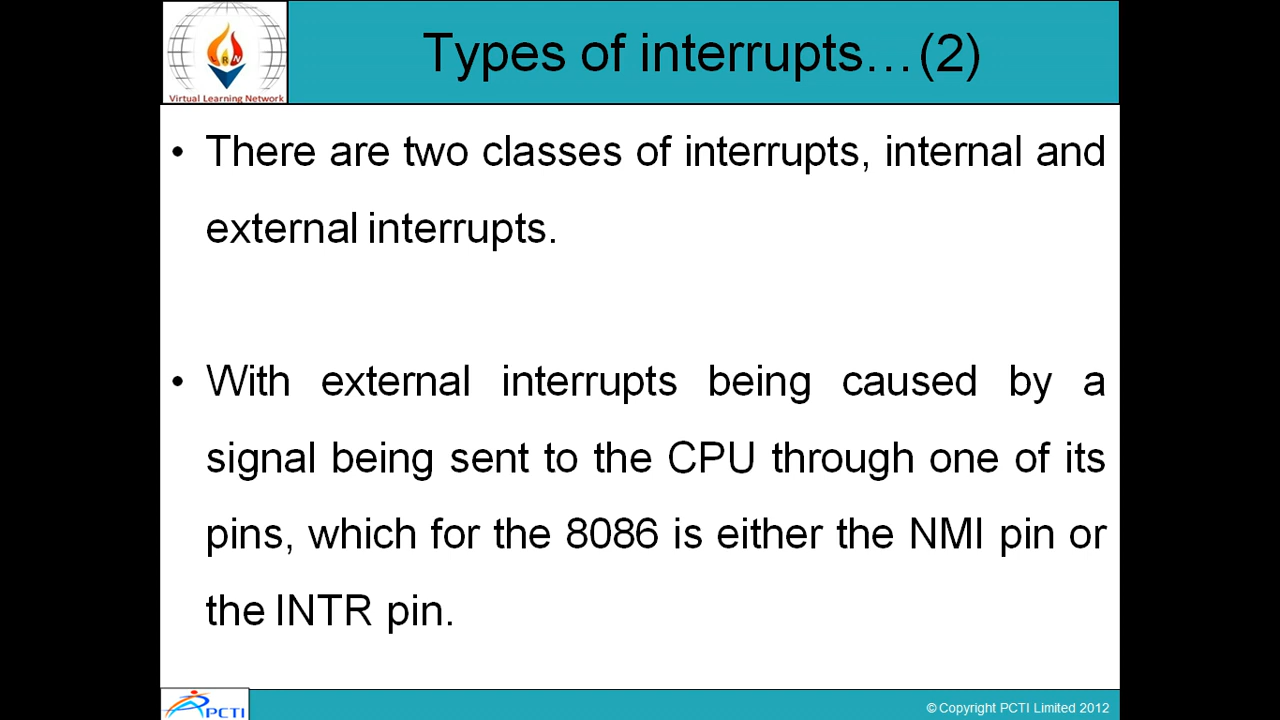 Types of interrupts…(2)
Virtual Learning Network
• There are two classes of interrupts, internal and
external interrupts.
• With external interrupts being caused by a
signal being sent to the CPU through one of its
pins, which for the 8086 is either the NMI pin or
the INTR pin.
PCTI
© Copyright PCTI Limited 2012